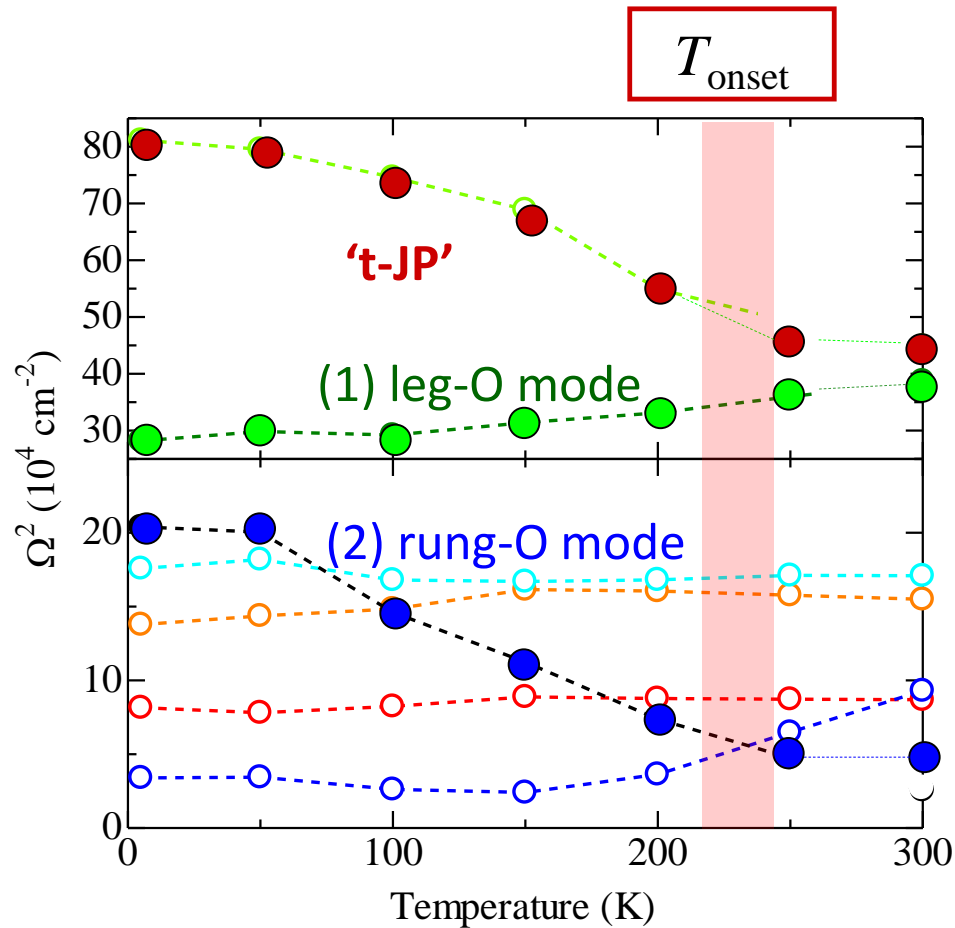 T_onset
80
70
60
50
40
30
20
10
0
Ω² (10⁴ cm⁻²)
‘t-JP’
(1) leg-O mode
(2) rung-O mode
0 100 200 300
Temperature (K)